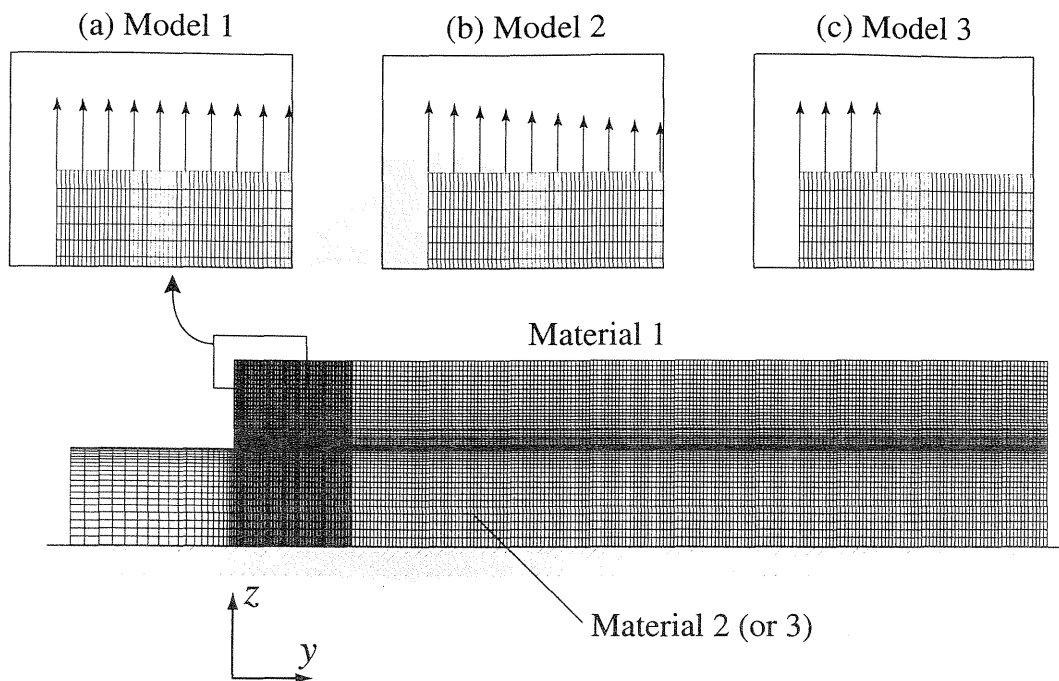 (a) Model 1
(b) Model 2
(c) Model 3
Material 1
z
y
Material 2 (or 3)